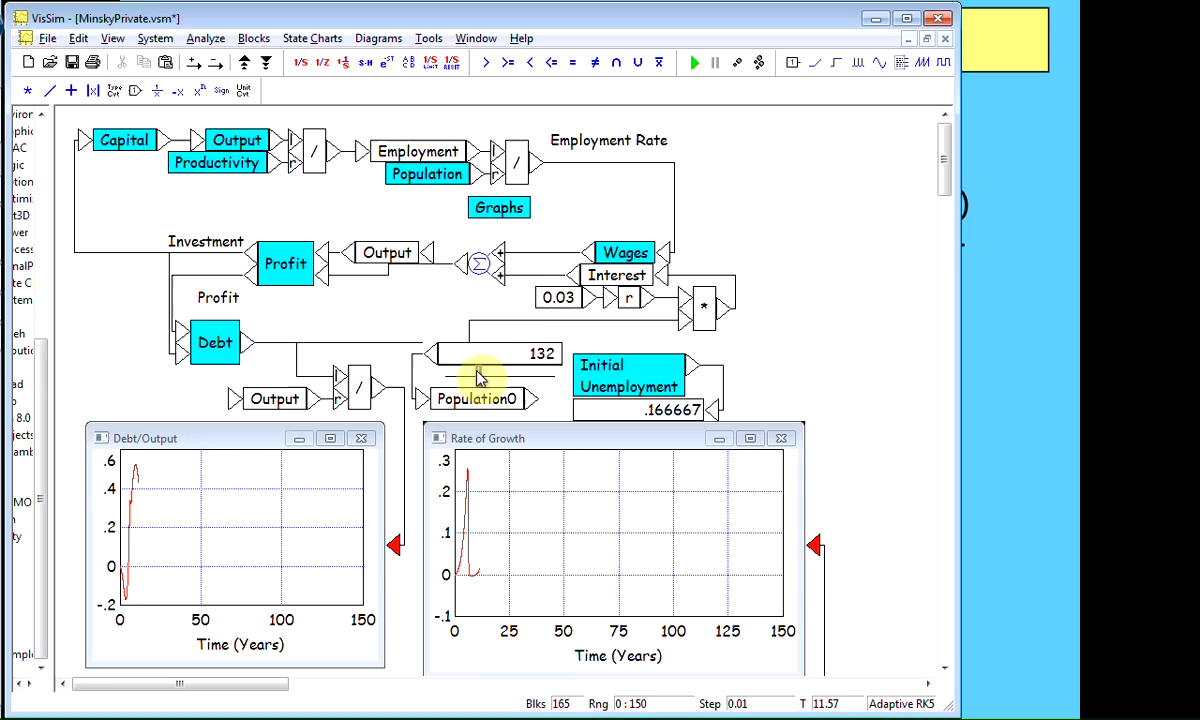 VisSim - [MinskyPrivate.vsm*]
File Edit View System Analyze Blocks State Charts Diagrams Tools Window Help
Capital
Output
Productivity
/
Employment
Population
/
Employment Rate
Graphs
Investment
Profit
Output
Wages
Interest
0.03
r
*
Profit
Debt
132
Initial
Unemployment
Output
/
Population0
.166667
Debt/Output
.6
.4
.2
0
-.2
0 50 100 150
Time (Years)
Rate of Growth
.3
.2
.1
0
-.1
0 25 50 75 100 125 150
Time (Years)
Blks 165 Rng 0 : 150 Step 0.01 T 11.57 Adaptive RK5